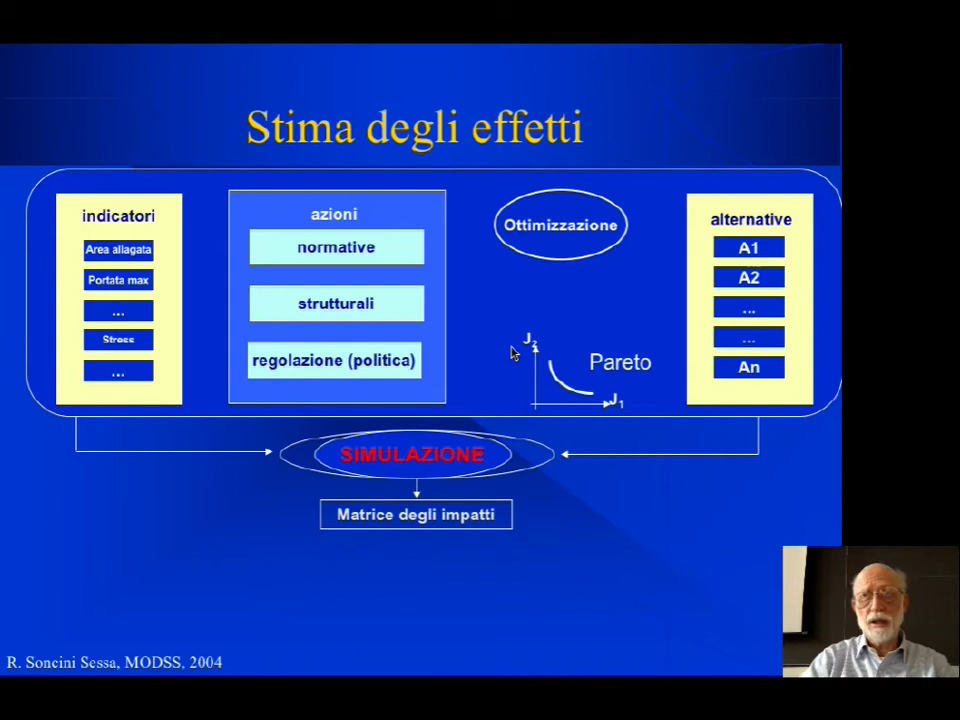 Stima degli effetti
indicatori
Area allagata
Portata max
...
Stress
...
azioni
normative
strutturali
regolazione (politica)
Ottimizzazione
J2
Pareto
J1
alternative
A1
A2
...
...
An
SIMULAZIONE
Matrice degli impatti
R. Soncini Sessa, MODSS, 2004